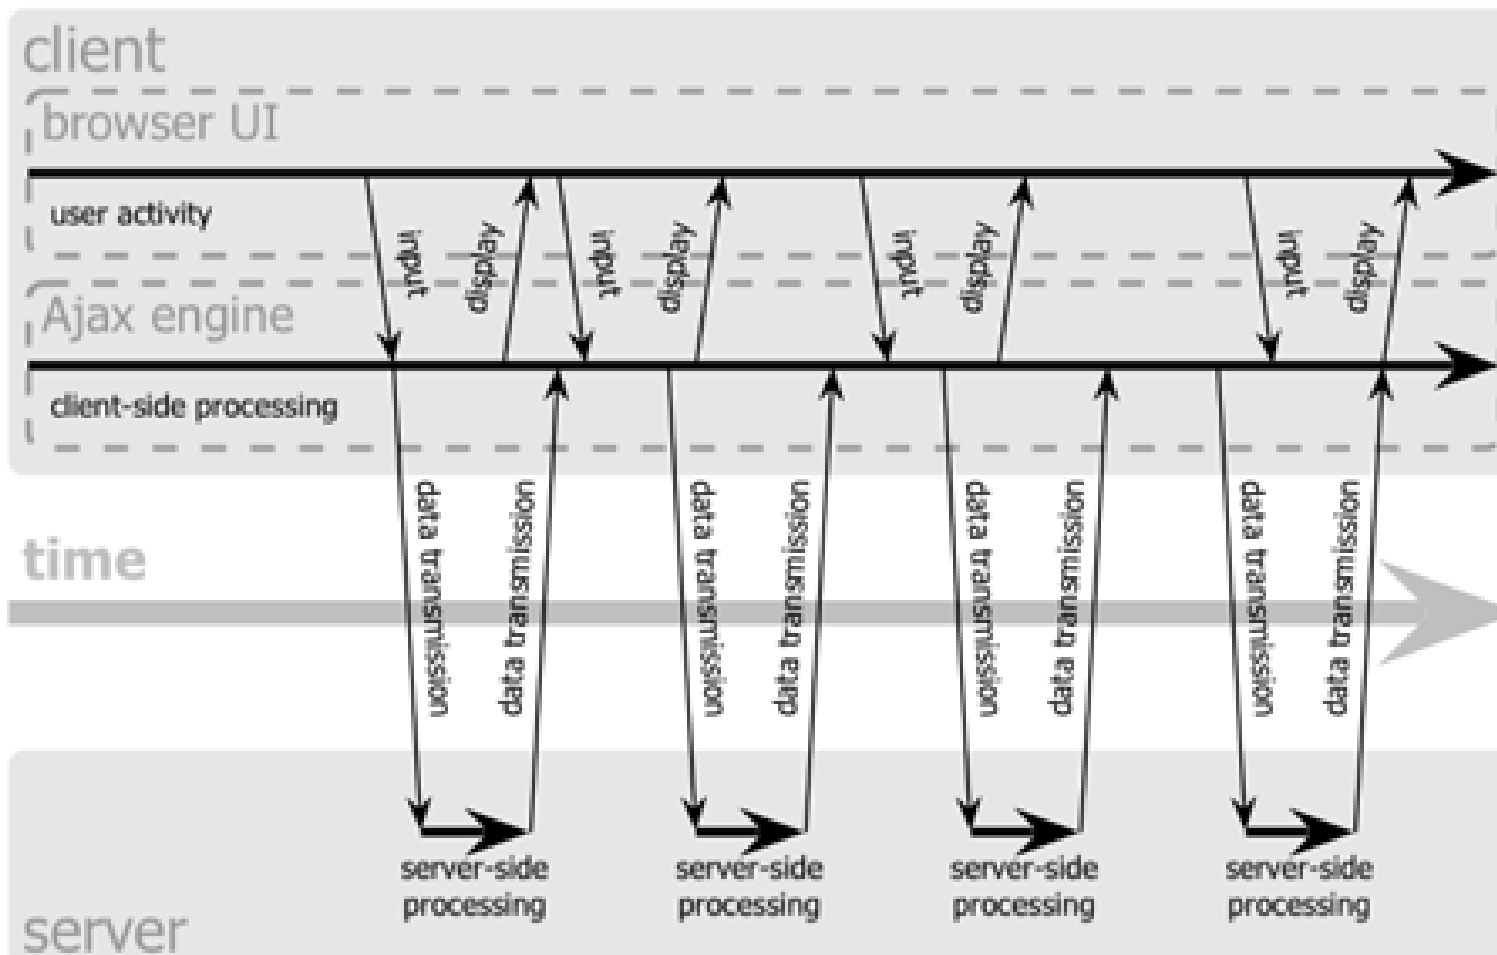 client
browser UI
user activity
input
display
input
display
input
display
input
display
Ajax engine
client-side processing
data transmission
data transmission
data transmission
data transmission
data transmission
data transmission
data transmission
data transmission
time
server-side
processing
server-side
processing
server-side
processing
server-side
processing
server